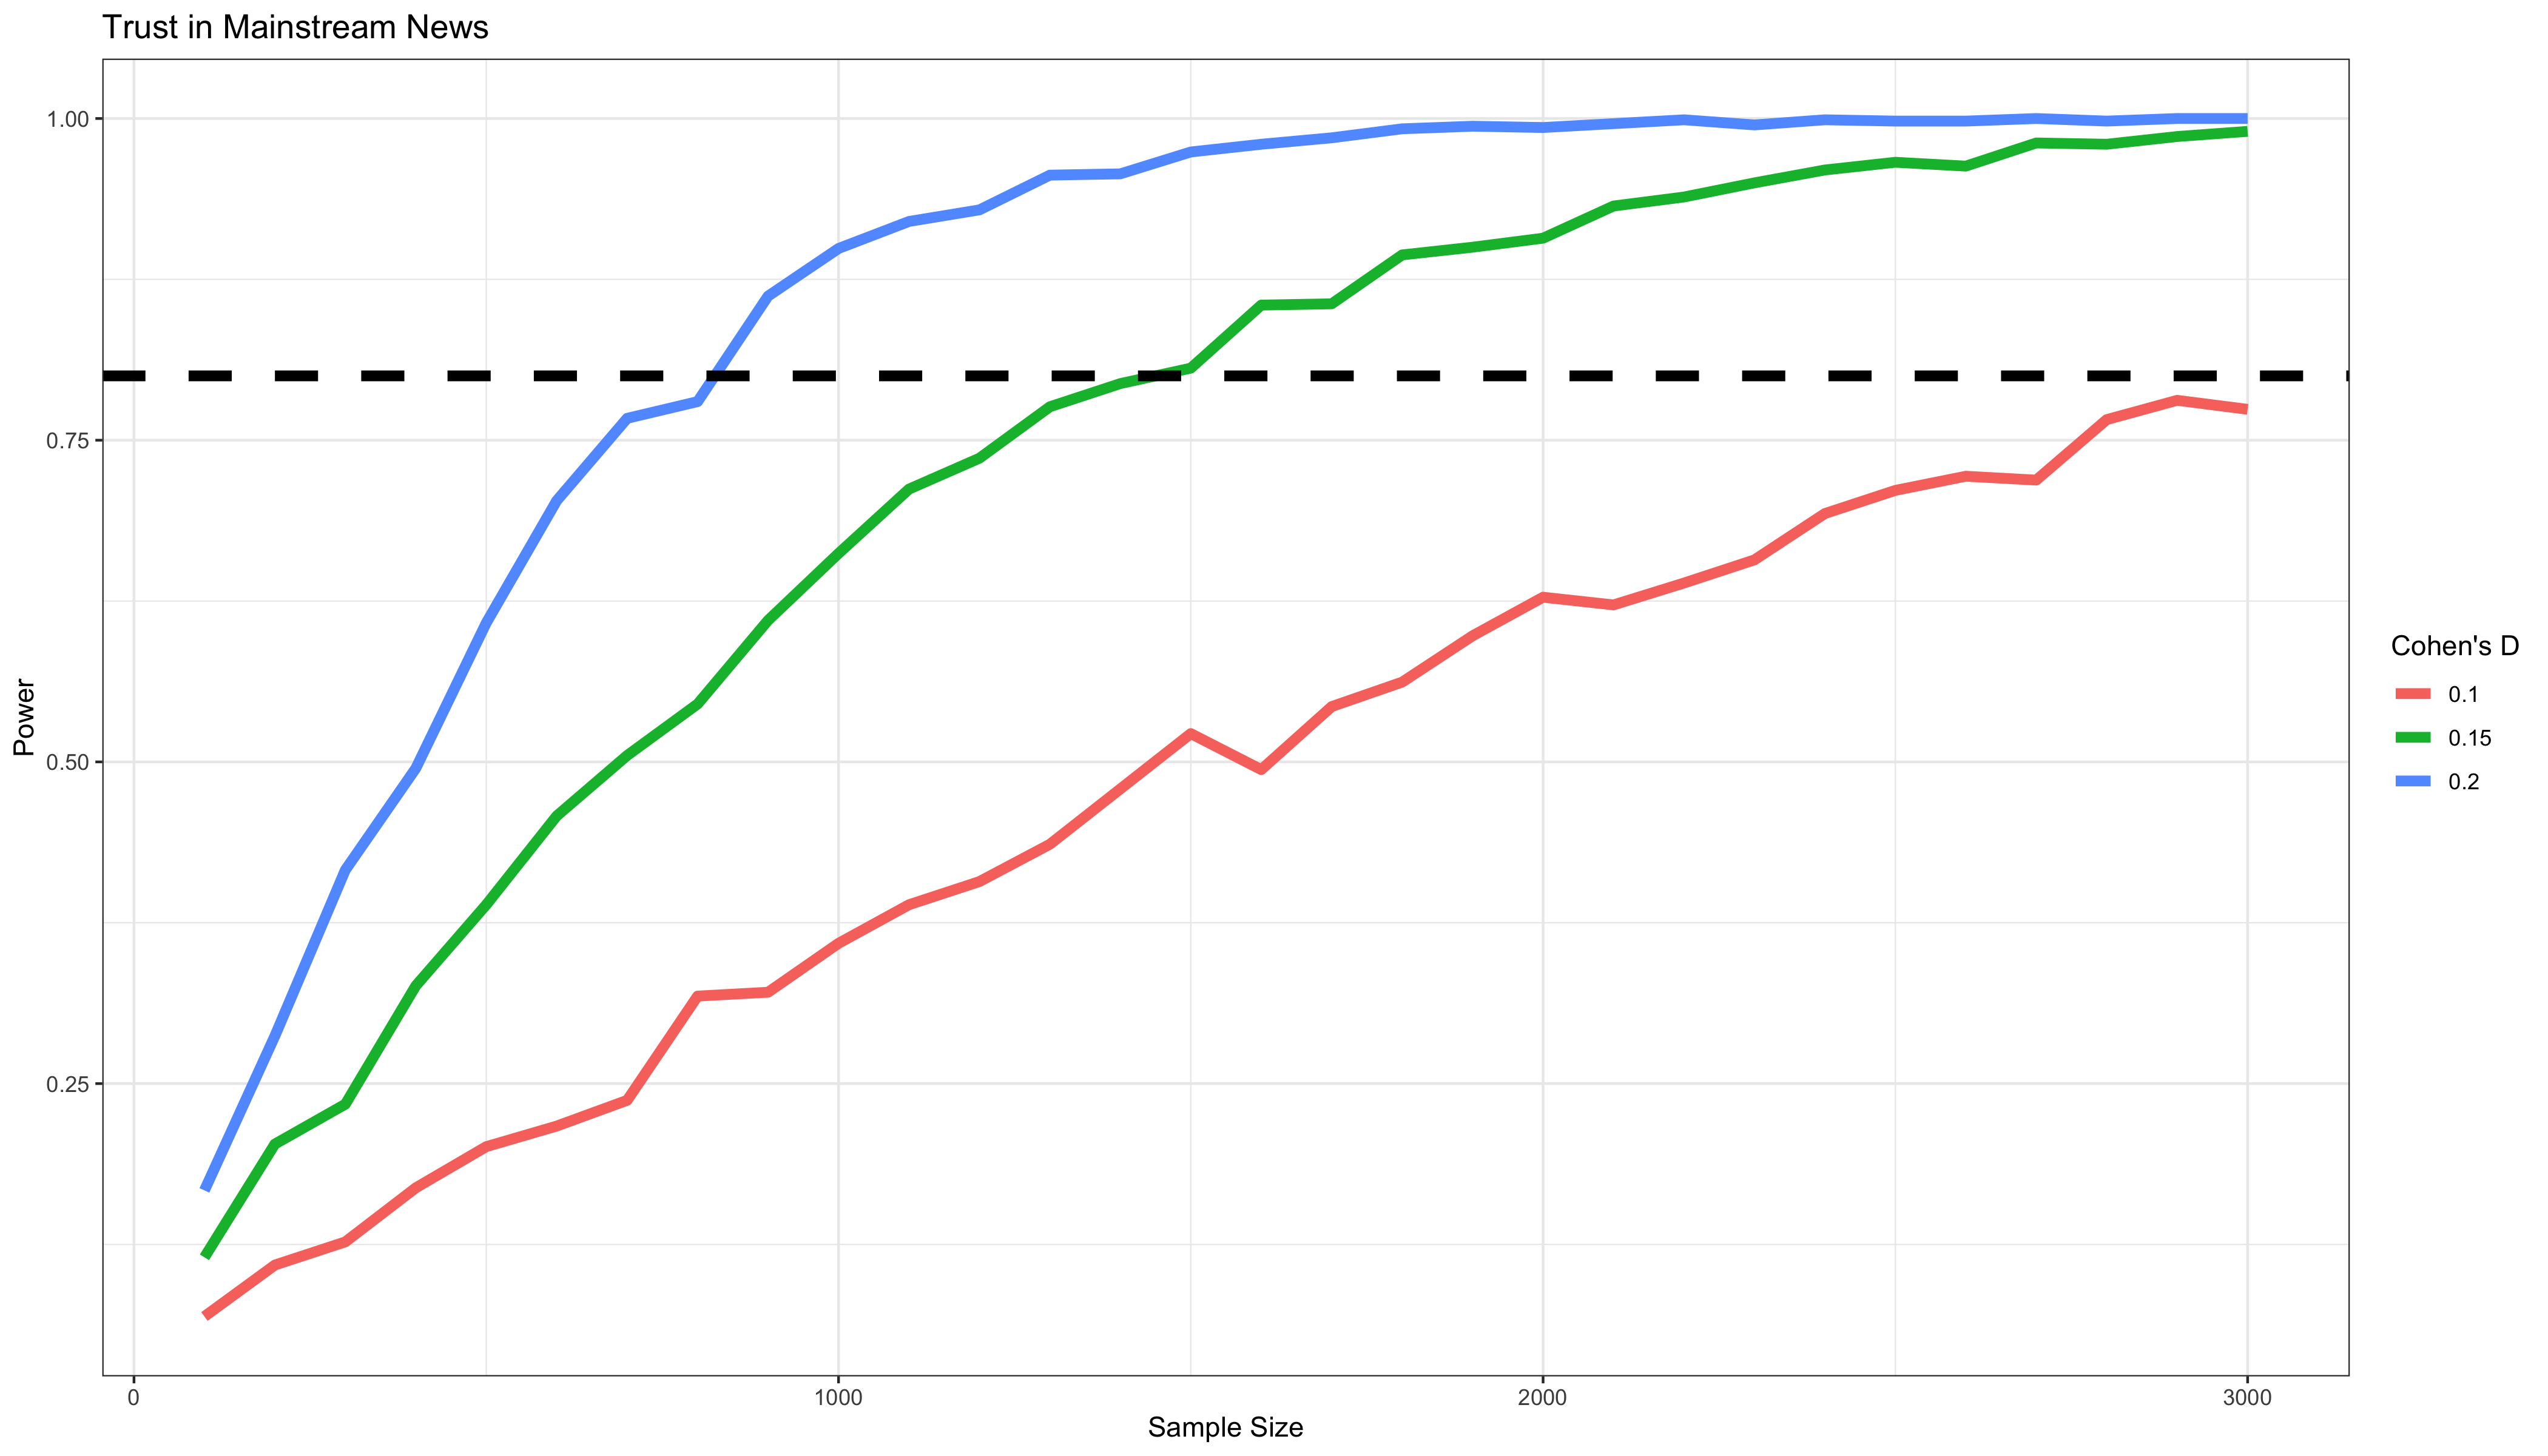 Trust in Mainstream News
1.00
0.75
0.50
0.25
Power
0
1000
2000
3000
Sample Size
Cohen's D
0.1
0.15
0.2